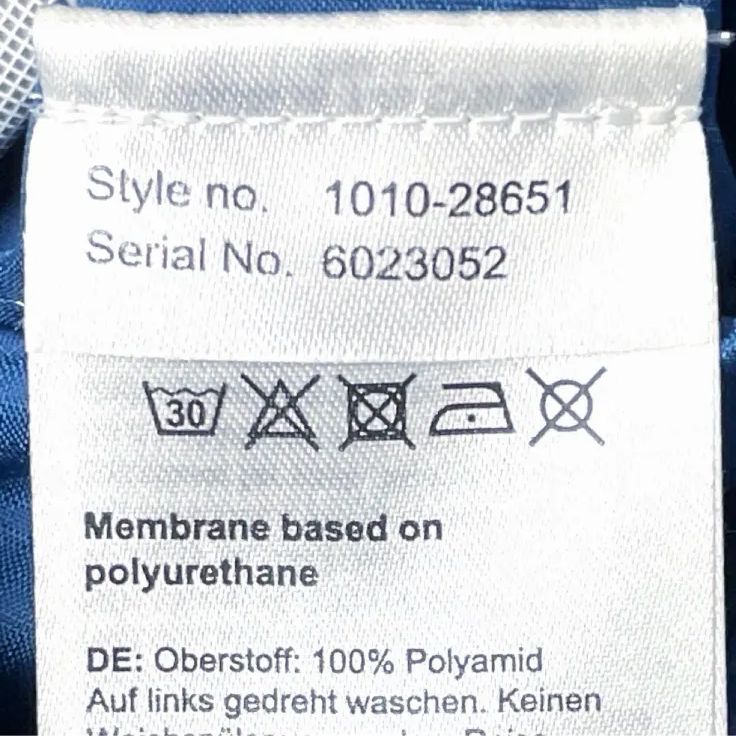 Style no. 1010-28651
Serial No. 6023052
30
Membrane based on
polyurethane
DE: Oberstoff: 100% Polyamid
Auf links gedreht waschen. Keinen